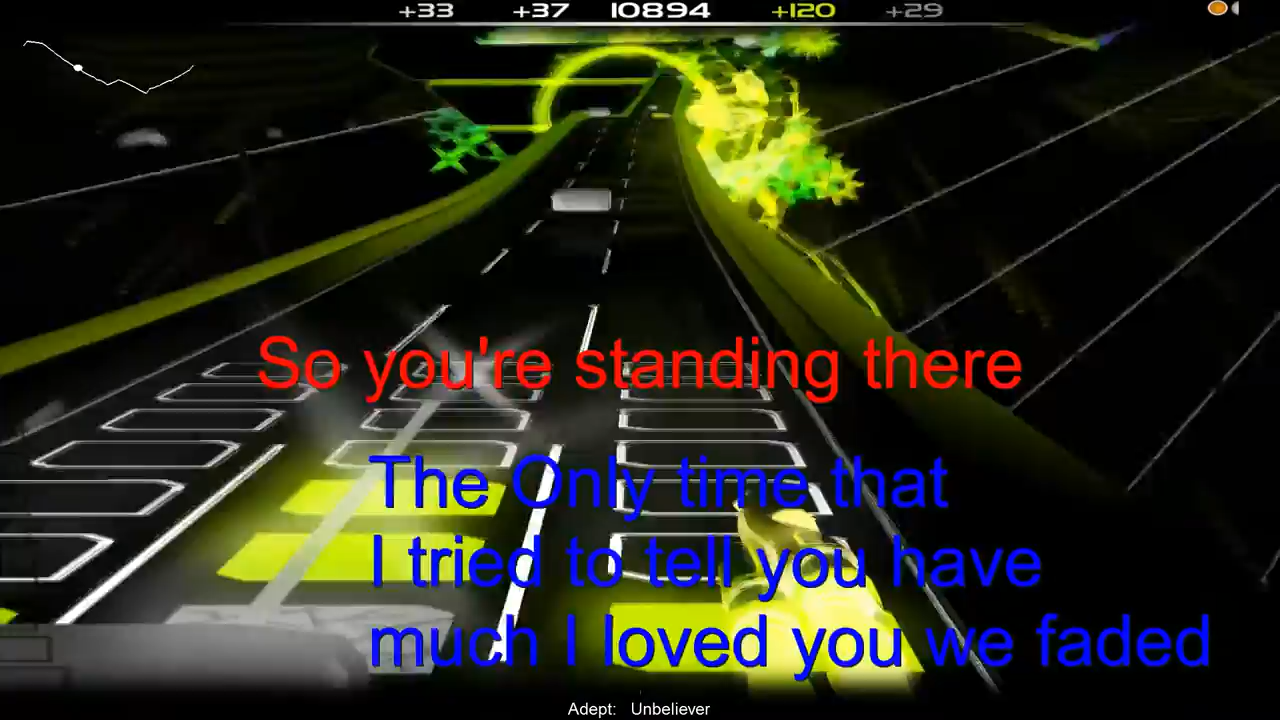 +33 +37 10894 +120 +29
So you're standing there
The Only time that
I tried to tell you have
much I loved you we faded
Adept: Unbeliever